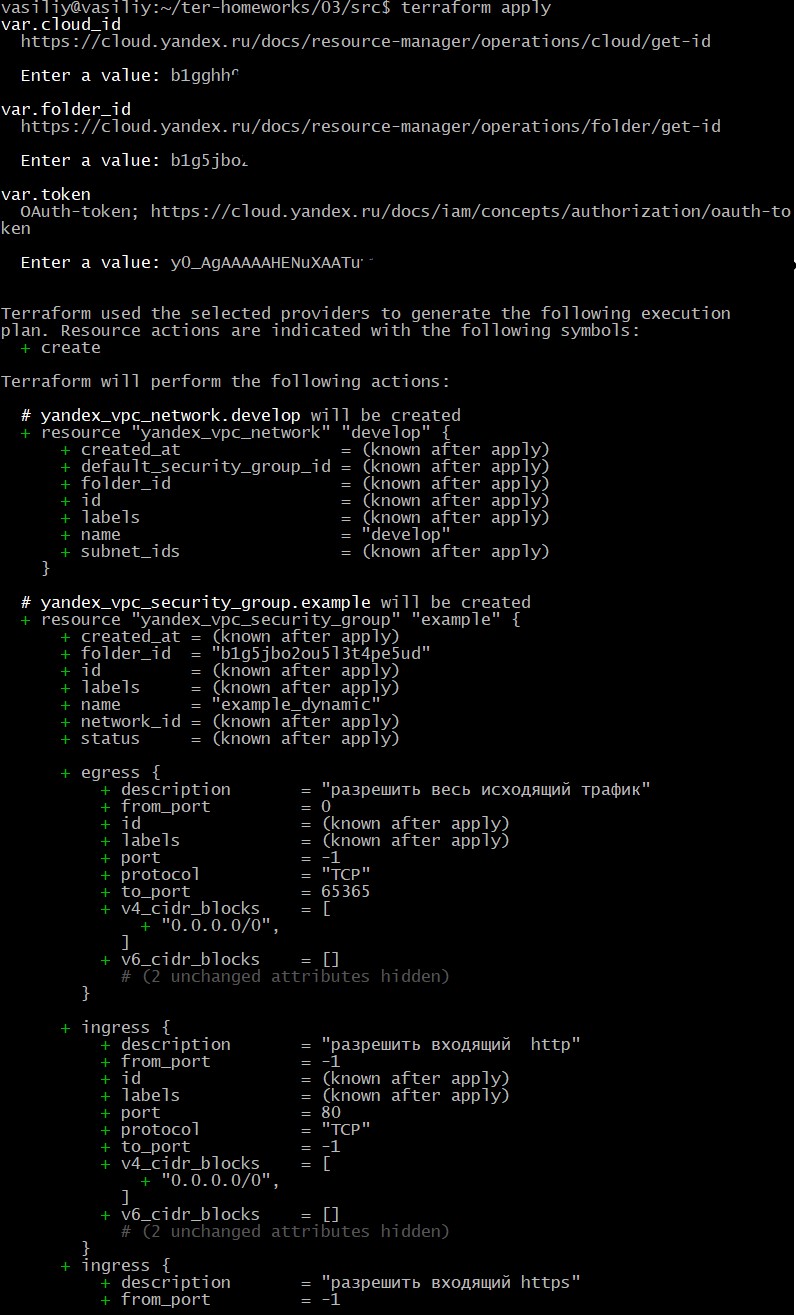 vasiliy@vasiliy:~/ter-homeworks/03/src$ terraform apply
var.cloud_id
  https://cloud.yandex.ru/docs/resource-manager/operations/cloud/get-id
  Enter a value:
var.folder_id
  https://cloud.yandex.ru/docs/resource-manager/operations/folder/get-id
  Enter a value:
var.token
  OAuth-token; https://cloud.yandex.ru/docs/iam/concepts/authorization/oauth-to
ken
  Enter a value:
Terraform used the selected providers to generate the following execution
plan. Resource actions are indicated with the following symbols:
  + create
Terraform will perform the following actions:
  # yandex_vpc_network.develop will be created
  + resource "yandex_vpc_network" "develop" {
      + created_at                = (known after apply)
      + default_security_group_id = (known after apply)
      + folder_id                 = (known after apply)
      + id                        = (known after apply)
      + labels                    = (known after apply)
      + name                      = "develop"
      + subnet_ids                = (known after apply)
    }
  # yandex_vpc_security_group.example will be created
  + resource "yandex_vpc_security_group" "example" {
      + created_at = (known after apply)
      + folder_id  = "b1g5jbo2ou5l3t4pe5ud"
      + id         = (known after apply)
      + labels     = (known after apply)
      + name       = "example_dynamic"
      + network_id = (known after apply)
      + status     = (known after apply)
      + egress {
          + description       = "разрешить весь исходящий трафик"
          + from_port         = 0
          + id                = (known after apply)
          + labels            = (known after apply)
          + port              = -1
          + protocol          = "TCP"
          + to_port           = 65365
          + v4_cidr_blocks    = [
              + "0.0.0.0/0",
            ]
          + v6_cidr_blocks    = []
            # (2 unchanged attributes hidden)
        }
      + ingress {
          + description       = "разрешить входящий  http"
          + from_port         = -1
          + id                = (known after apply)
          + labels            = (known after apply)
          + port              = 80
          + protocol          = "TCP"
          + to_port           = -1
          + v4_cidr_blocks    = [
              + "0.0.0.0/0",
            ]
          + v6_cidr_blocks    = []
            # (2 unchanged attributes hidden)
        }
      + ingress {
          + description       = "разрешить входящий https"
          + from_port         = -1